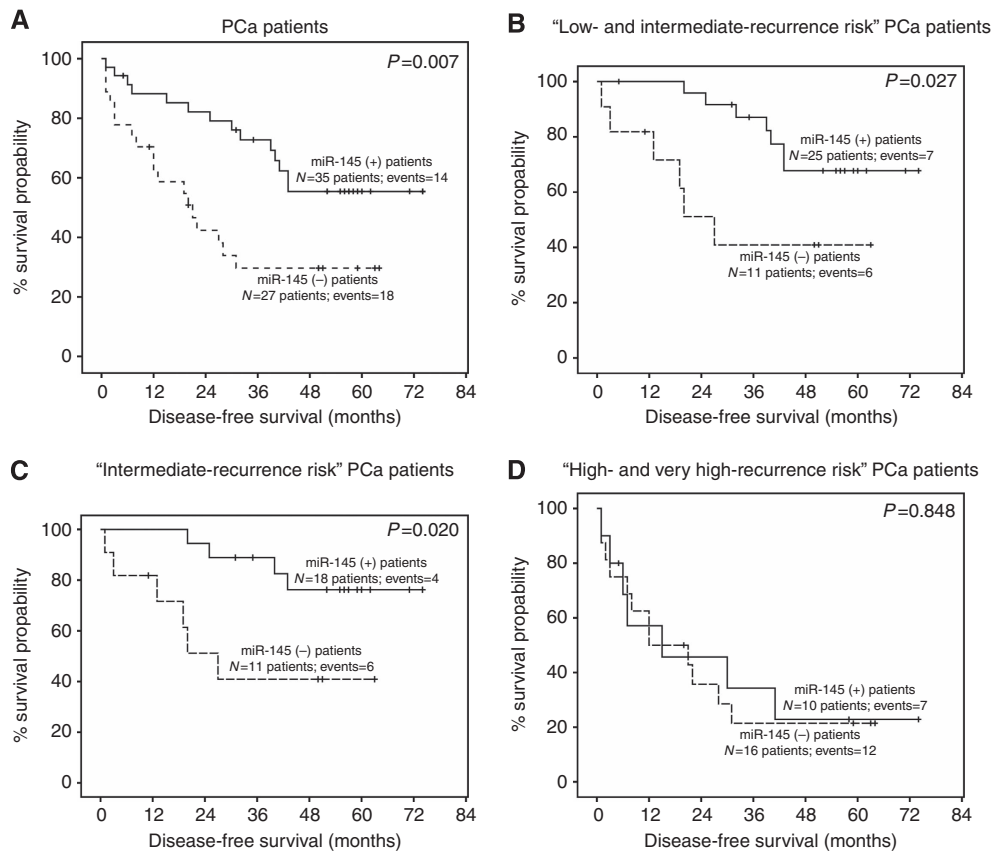 A
PCa patients
P=0.007
100
80
60
40
20
0
% survival propability
miR-145 (+) patients
N=35 patients; events=14
miR-145 (–) patients
N=27 patients; events=18
0 12 24 36 48 60 72 84
Disease-free survival (months)
B
“Low- and intermediate-recurrence risk” PCa patients
P=0.027
100
80
60
40
20
0
% survival propability
miR-145 (+) patients
N=25 patients; events=7
miR-145 (–) patients
N=11 patients; events=6
0 12 24 36 48 60 72 84
Disease-free survival (months)
C
“Intermediate-recurrence risk” PCa patients
P=0.020
100
80
60
40
20
0
% survival propability
miR-145 (+) patients
N=18 patients; events=4
miR-145 (–) patients
N=11 patients; events=6
0 12 24 36 48 60 72 84
Disease-free survival (months)
D
“High- and very high-recurrence risk” PCa patients
P=0.848
100
80
60
40
20
0
% survival propability
miR-145 (+) patients
N=10 patients; events=7
miR-145 (–) patients
N=16 patients; events=12
0 12 24 36 48 60 72 84
Disease-free survival (months)